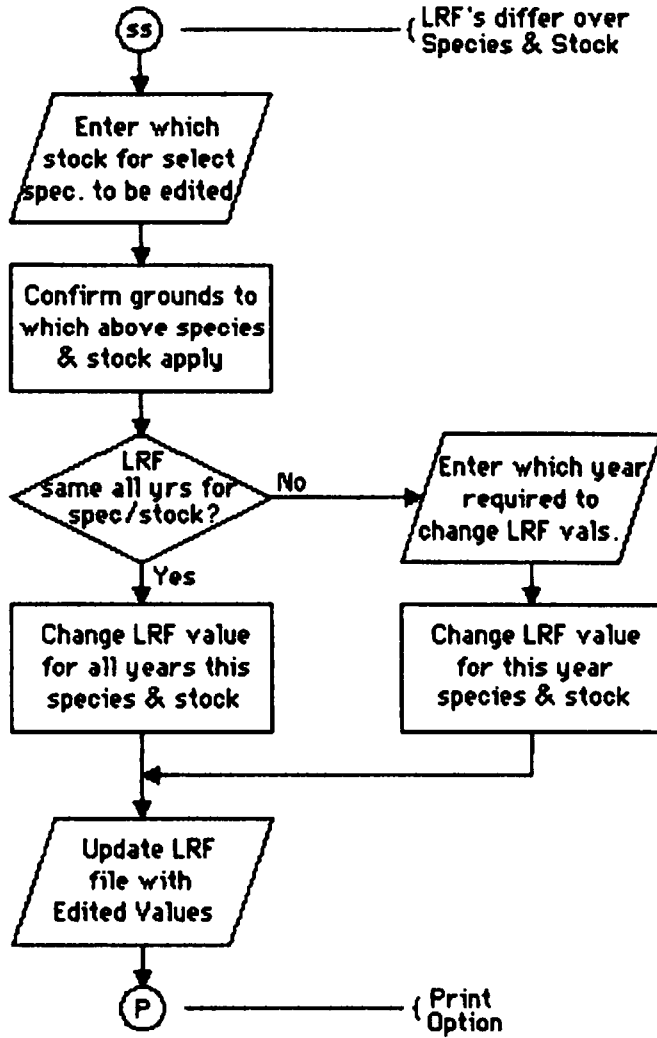 ss
{ LRF's differ over
Species & Stock
Enter which
stock for select
spec. to be edited
Confirm grounds to
which above species
& stock apply
LRF
same all yrs for
spec/stock?
No
Yes
Enter which year
required to
change LRF vals.
Change LRF value
for all years this
species & stock
Change LRF value
for this year
species & stock
Update LRF
file with
Edited Values
P
{ Print
Option